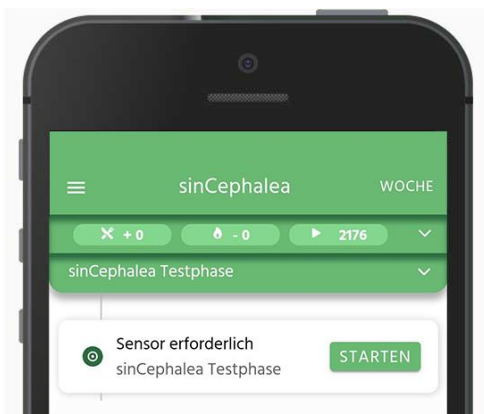 sinCephalea
WOCHE
+ 0
- 0
2176
sinCephalea Testphase
Sensor erforderlich
sinCephalea Testphase
STARTEN